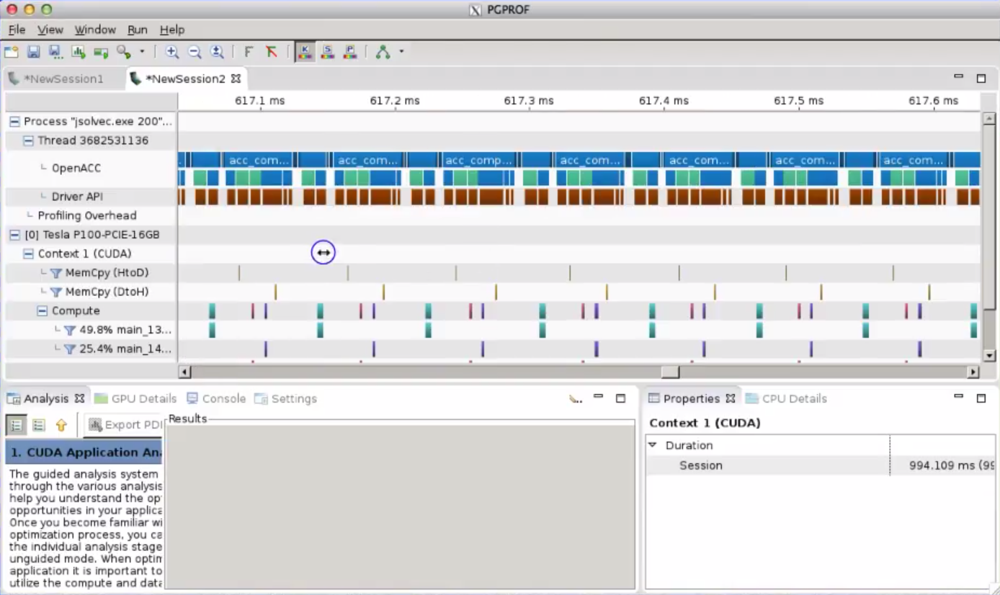 PGPROF
File View Window Run Help
*NewSession1 *NewSession2
617.1 ms 617.2 ms 617.3 ms 617.4 ms 617.5 ms 617.6 ms
Process "jsolvec.exe 200"...
Thread 3682531136
OpenACC
acc_com... acc_com... acc_comp... acc_com... acc_com... acc_com... acc_com...
Driver API
Profiling Overhead
[0] Tesla P100-PCIE-16GB
Context 1 (CUDA)
MemCpy (HtoD)
MemCpy (DtoH)
Compute
49.8% main_13...
25.4% main_14...
Analysis GPU Details Console Settings
Export PD
Results
1. CUDA Application An
The guided analysis system
through the various analysis
help you understand the op
opportunities in your applica
Once you become familiar wi
optimization process, you ca
the individual analysis stage
unguided mode. When optim
application it is important to
utilize the compute and data
Properties CPU Details
Context 1 (CUDA)
Duration
Session 994.109 ms (99